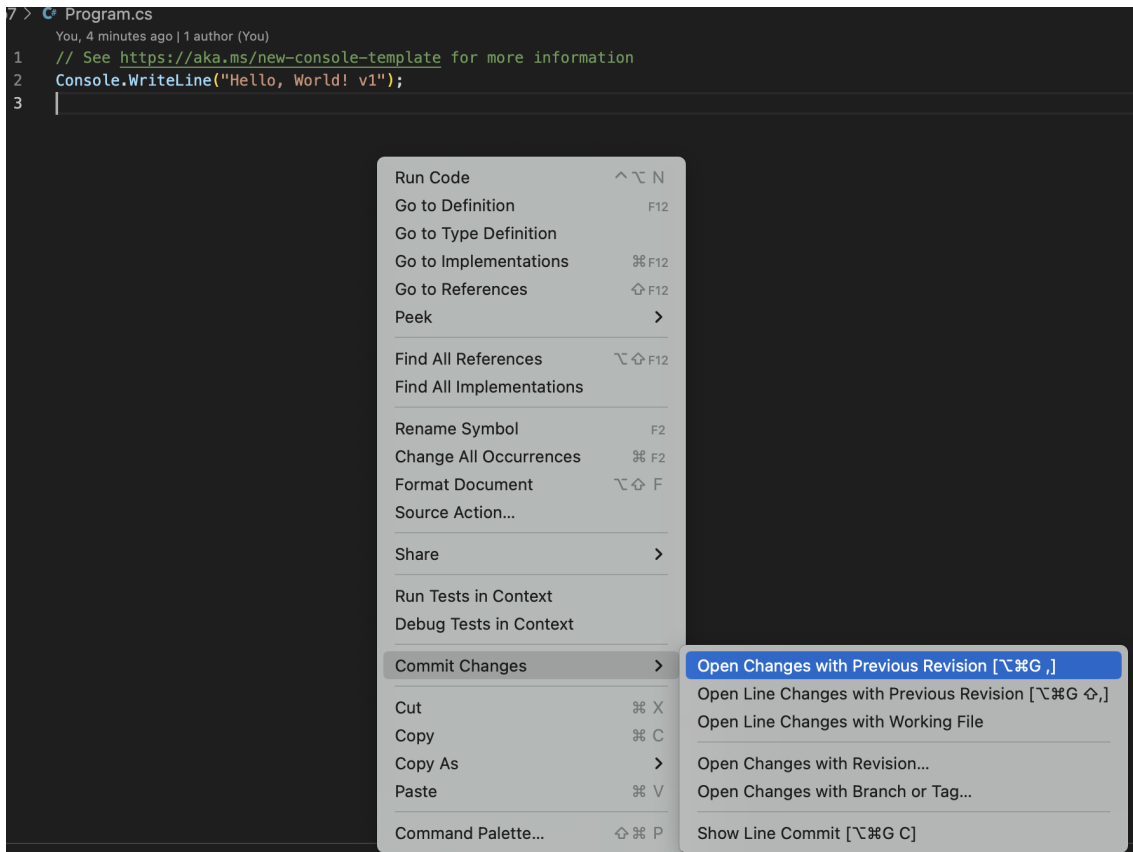 7 > C# Program.cs
You, 4 minutes ago | 1 author (You)
1 // See https://aka.ms/new-console-template for more information
2 Console.WriteLine("Hello, World! v1");
3
Run Code ^⌥ N
Go to Definition F12
Go to Type Definition
Go to Implementations ⌘F12
Go to References ⇧F12
Peek >
Find All References ⌥⇧F12
Find All Implementations
Rename Symbol F2
Change All Occurrences ⌘F2
Format Document ⌥⇧ F
Source Action...
Share >
Run Tests in Context
Debug Tests in Context
Commit Changes >
Cut ⌘ X
Copy ⌘ C
Copy As >
Paste ⌘ V
Command Palette... ⇧⌘ P
Open Changes with Previous Revision [⌥⌘G ,]
Open Line Changes with Previous Revision [⌥⌘G ⇧,]
Open Line Changes with Working File
Open Changes with Revision...
Open Changes with Branch or Tag...
Show Line Commit [⌥⌘G C]